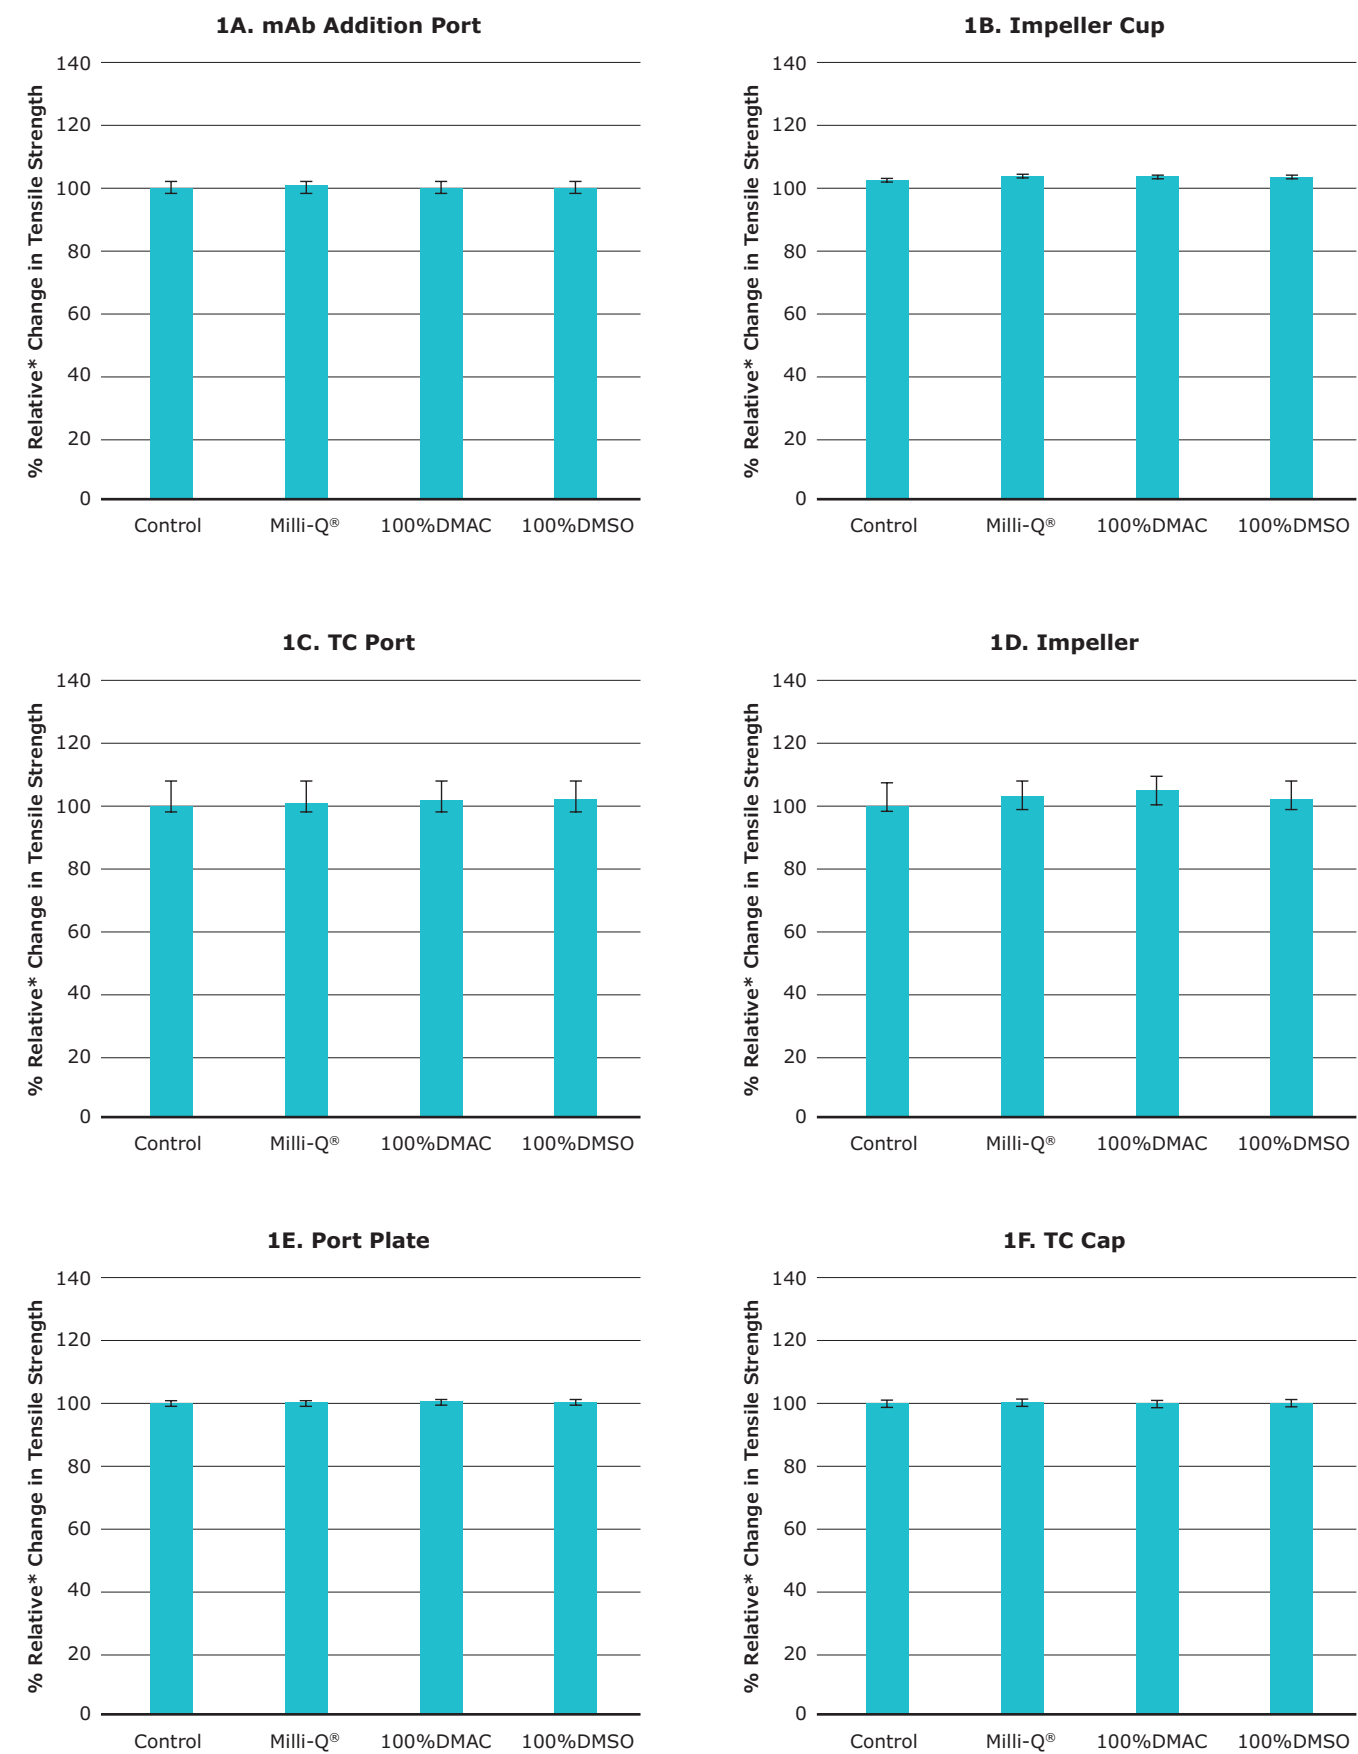 1A. mAb Addition Port
% Relative* Change in Tensile Strength
140
120
100
80
60
40
20
0
Control Milli-Q® 100%DMAC 100%DMSO
1B. Impeller Cup
% Relative* Change in Tensile Strength
140
120
100
80
60
40
20
0
Control Milli-Q® 100%DMAC 100%DMSO
1C. TC Port
% Relative* Change in Tensile Strength
140
120
100
80
60
40
20
0
Control Milli-Q® 100%DMAC 100%DMSO
1D. Impeller
% Relative* Change in Tensile Strength
140
120
100
80
60
40
20
0
Control Milli-Q® 100%DMAC 100%DMSO
1E. Port Plate
% Relative* Change in Tensile Strength
140
120
100
80
60
40
20
0
Control Milli-Q® 100%DMAC 100%DMSO
1F. TC Cap
% Relative* Change in Tensile Strength
140
120
100
80
60
40
20
0
Control Milli-Q® 100%DMAC 100%DMSO